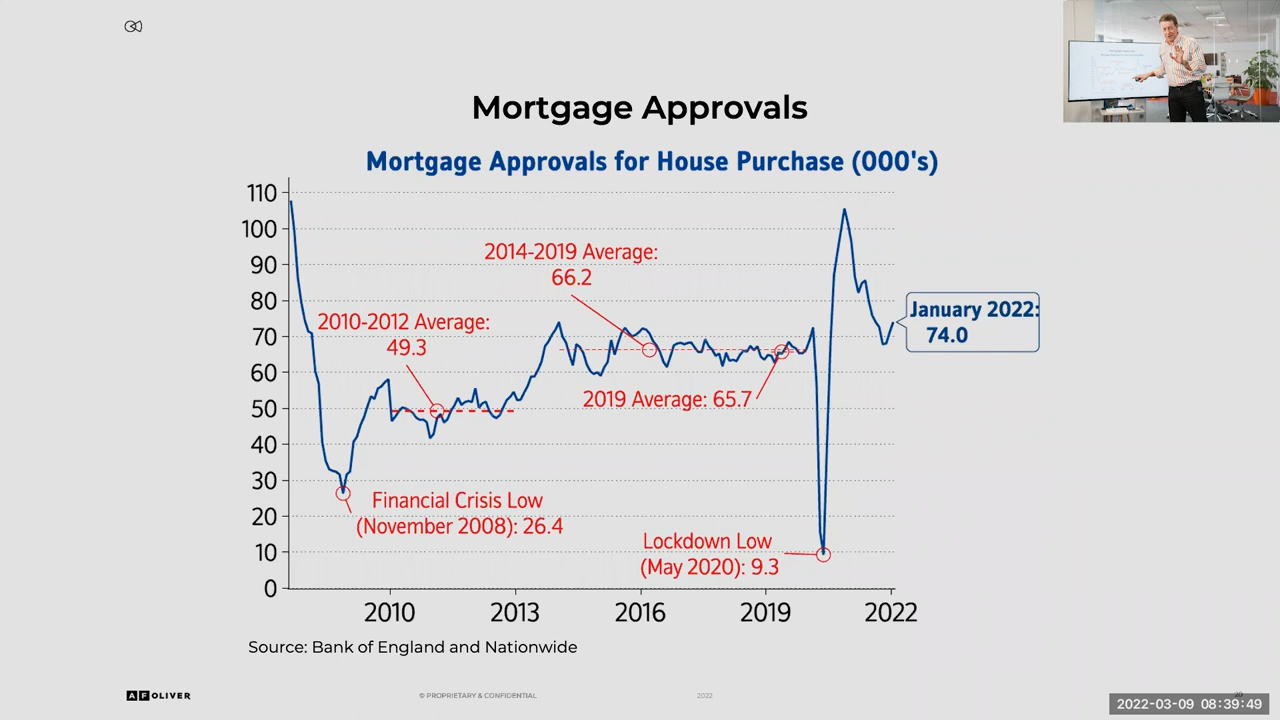 Mortgage Approvals
Mortgage Approvals for House Purchase (000's)
110
100
90
80
70
60
50
40
30
20
10
0
2014-2019 Average:
66.2
2010-2012 Average:
49.3
January 2022:
74.0
2019 Average: 65.7
Financial Crisis Low
(November 2008): 26.4
Lockdown Low
(May 2020): 9.3
2010
2013
2016
2019
2022
Source: Bank of England and Nationwide
AF OLIVER
© PROPRIETARY & CONFIDENTIAL
2022
2022-03-09 08:39:49